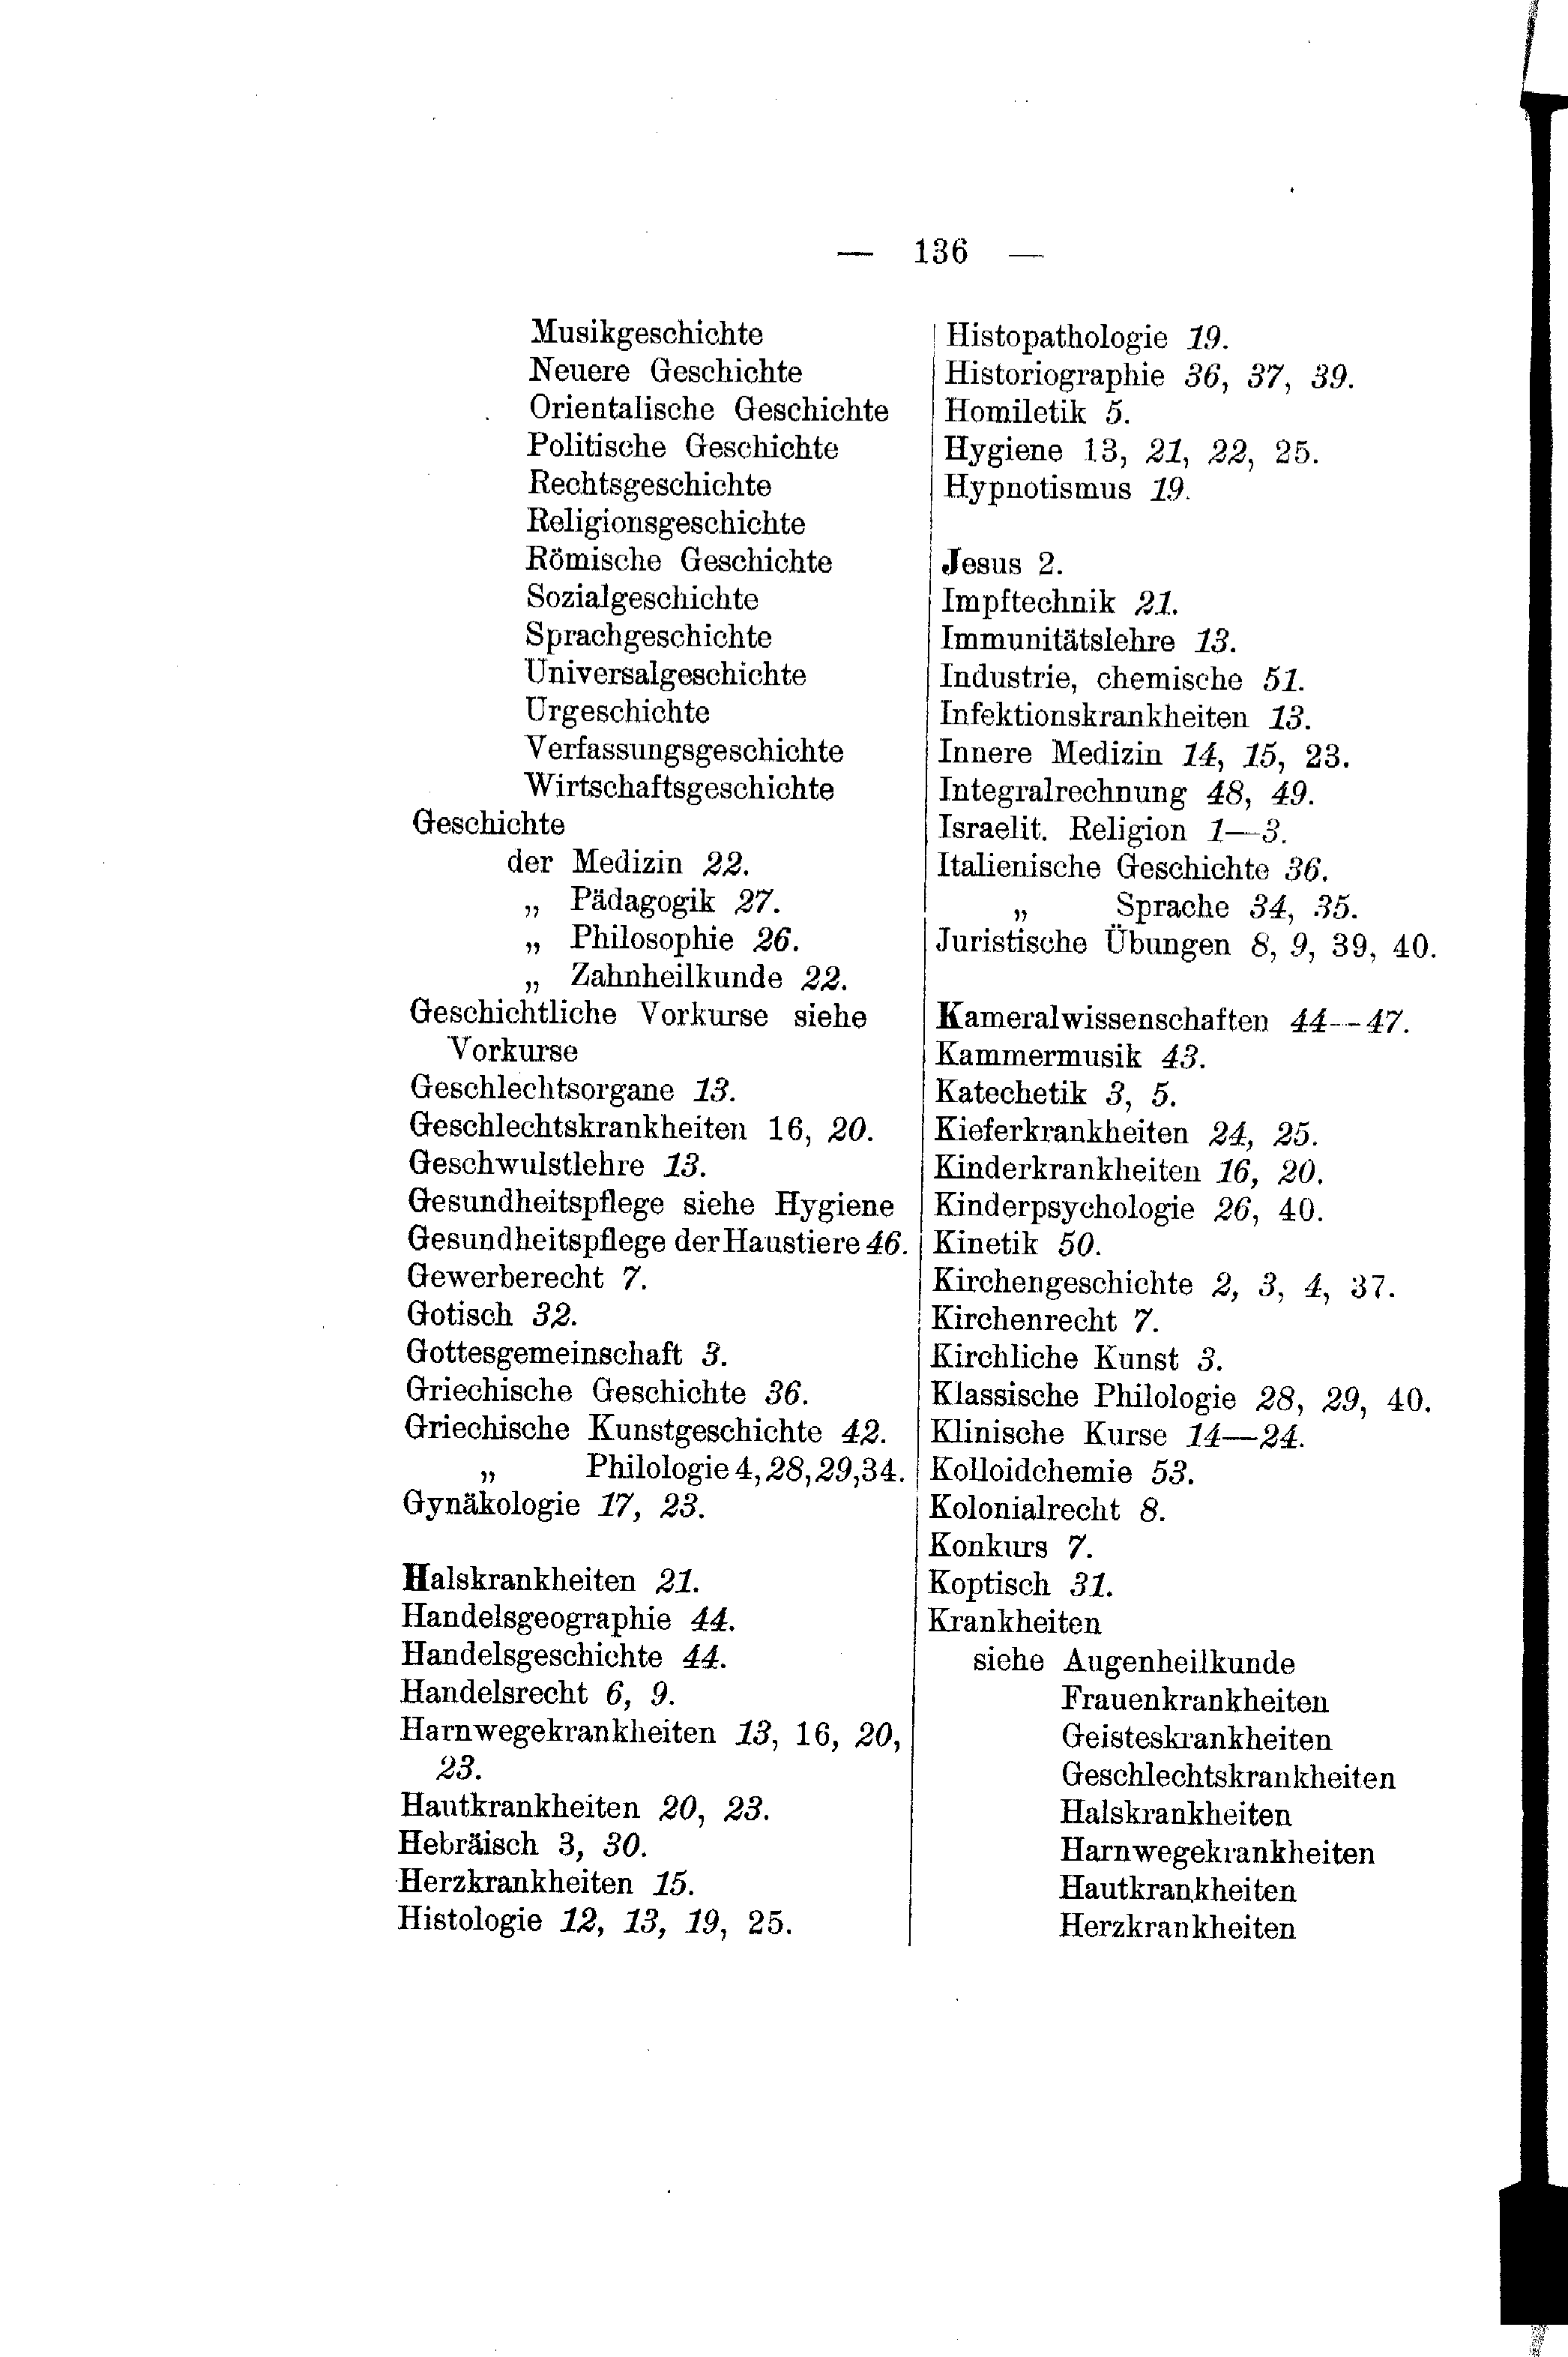 — 136 —
Musikgeschichte
Neuere Geschichte
Orientalische Geschichte
Politische Geschichte
Rechtsgeschichte
Religionsgeschichte
Römische Geschichte
Sozialgeschichte
Sprachgeschichte
Universalgeschichte
Urgeschichte
Verfassungsgeschichte
Wirtschaftsgeschichte
Geschichte
der Medizin 22.
„ Pädagogik 27.
„ Philosophie 26.
„ Zahnheilkunde 22.
Geschichtliche Vorkurse siehe
Vorkurse
Geschlechtsorgane 13.
Geschlechtskrankheiten 16, 20.
Geschwulstlehre 13.
Gesundheitspflege siehe Hygiene
Gesundheitspflege der Haustiere 46.
Gewerberecht 7.
Gotisch 32.
Gottesgemeinschaft 3.
Griechische Geschichte 36.
Griechische Kunstgeschichte 42.
„ Philologie 4, 28, 29, 34.
Gynäkologie 17, 23.
Halskrankheiten 21.
Handelsgeographie 44.
Handelsgeschichte 44.
Handelsrecht 6, 9.
Harnwegekrankheiten 13, 16, 20,
23.
Hautkrankheiten 20, 23.
Hebräisch 3, 30.
Herzkrankheiten 15.
Histologie 12, 13, 19, 25.
Histopathologie 19.
Historiographie 36, 37, 39.
Homiletik 5.
Hygiene 13, 21, 22, 25.
Hypnotismus 19.
Jesus 2.
Impftechnik 21.
Immunitätslehre 13.
Industrie, chemische 51.
Infektionskrankheiten 13.
Innere Medizin 14, 15, 23.
Integralrechnung 48, 49.
Israelit. Religion 1—3.
Italienische Geschichte 36.
„ Sprache 34, 35.
Juristische Übungen 8, 9, 39, 40.
Kameralwissenschaften 44—47.
Kammermusik 43.
Katechetik 3, 5.
Kieferkrankheiten 24, 25.
Kinderkrankheiten 16, 20.
Kinderpsychologie 26, 40.
Kinetik 50.
Kirchengeschichte 2, 3, 4, 37.
Kirchenrecht 7.
Kirchliche Kunst 3.
Klassische Philologie 28, 29, 40.
Klinische Kurse 14—24.
Kolloidchemie 53.
Kolonialrecht 8.
Konkurs 7.
Koptisch 31.
Krankheiten
siehe Augenheilkunde
Frauenkrankheiten
Geisteskrankheiten
Geschlechtskrankheiten
Halskrankheiten
Harnwegekrankheiten
Hautkrankheiten
Herzkrankheiten